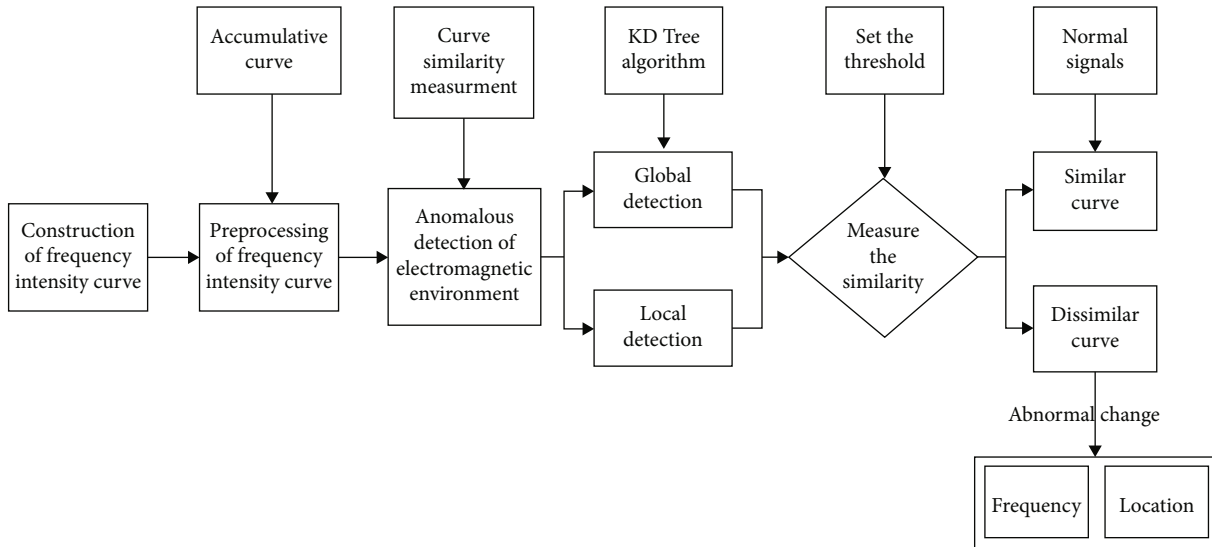 Accumulative
curve
Curve
similarity
measurment
KD Tree
algorithm
Set the
threshold
Normal
signals
Construction
of frequency
intensity curve
Preprocessing
of frequency
intensity curve
Anomalous
detection of
electromagnetic
environment
Global
detection
Local
detection
Measure
the
similarity
Similar
curve
Dissimilar
curve
Abnormal change
Frequency
Location